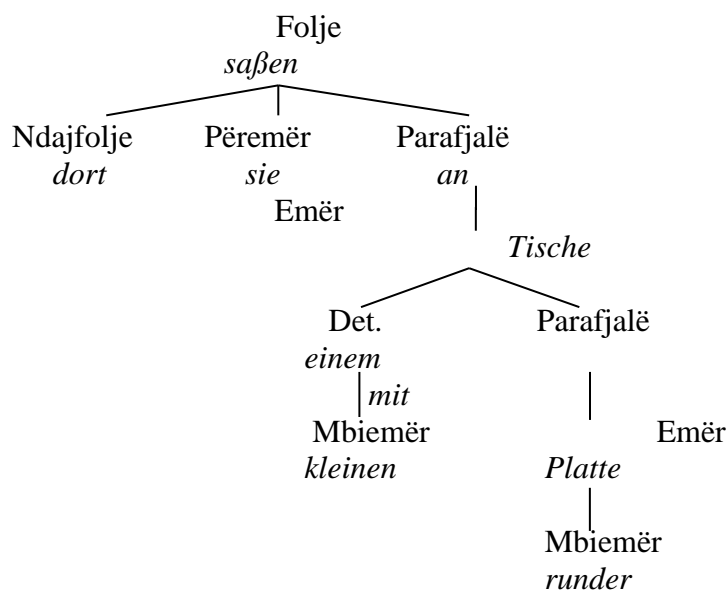 Folje
saßen
Ndajfolje Përemër Parafjalë
dort sie an
Emër
Tische
Det. Parafjalë
einem
mit
Mbiemër Emër
kleinen Platte
Mbiemër
runder